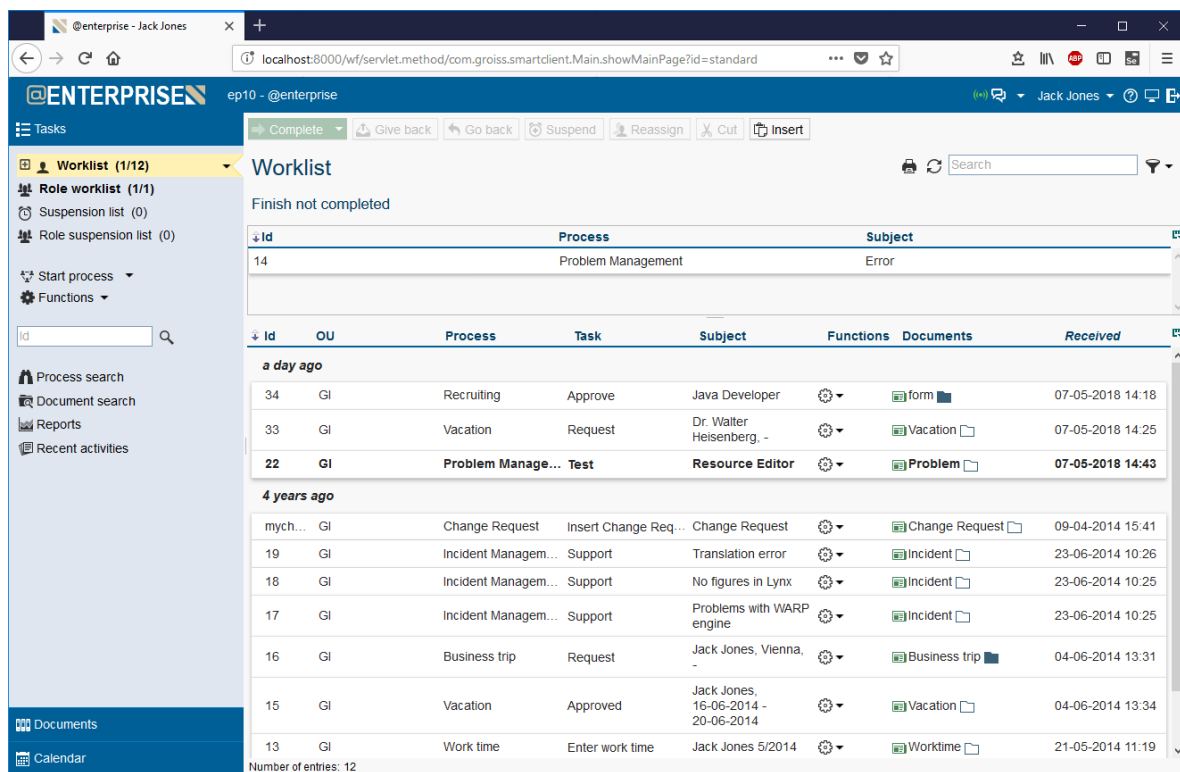 @enterprise - Jack Jones
localhost:8000/wf/servlet.method/com.groiss.smartclient.Main.showMainPage?id=standard
ABP
Se
@ENTERPRISE
ep10 - @enterprise
Jack Jones
Tasks
Complete Give back Go back Suspend Reassign Cut Insert
Worklist (1/12)
Role worklist (1/1)
Suspension list (0)
Role suspension list (0)
Start process
Functions
Id
Process search
Document search
Reports
Recent activities
Documents
Calendar
Worklist
Search
Finish not completed
Id Process Subject
14 Problem Management Error
Id OU Process Task Subject Functions Documents Received
a day ago
34 GI Recruiting Approve Java Developer form 07-05-2018 14:18
33 GI Vacation Request Dr. Walter Heisenberg, - Vacation 07-05-2018 14:25
22 GI Problem Manage... Test Resource Editor Problem 07-05-2018 14:43
4 years ago
mych... GI Change Request Insert Change Req... Change Request Change Request 09-04-2014 15:41
19 GI Incident Managem... Support Translation error Incident 23-06-2014 10:26
18 GI Incident Managem... Support No figures in Lynx Incident 23-06-2014 10:25
17 GI Incident Managem... Support Problems with WARP engine Incident 23-06-2014 10:25
16 GI Business trip Request Jack Jones, Vienna, - Business trip 04-06-2014 13:31
15 GI Vacation Approved Jack Jones, 16-06-2014 - 20-06-2014 Vacation 04-06-2014 13:34
13 GI Work time Enter work time Jack Jones 5/2014 Worktime 21-05-2014 11:19
Number of entries: 12